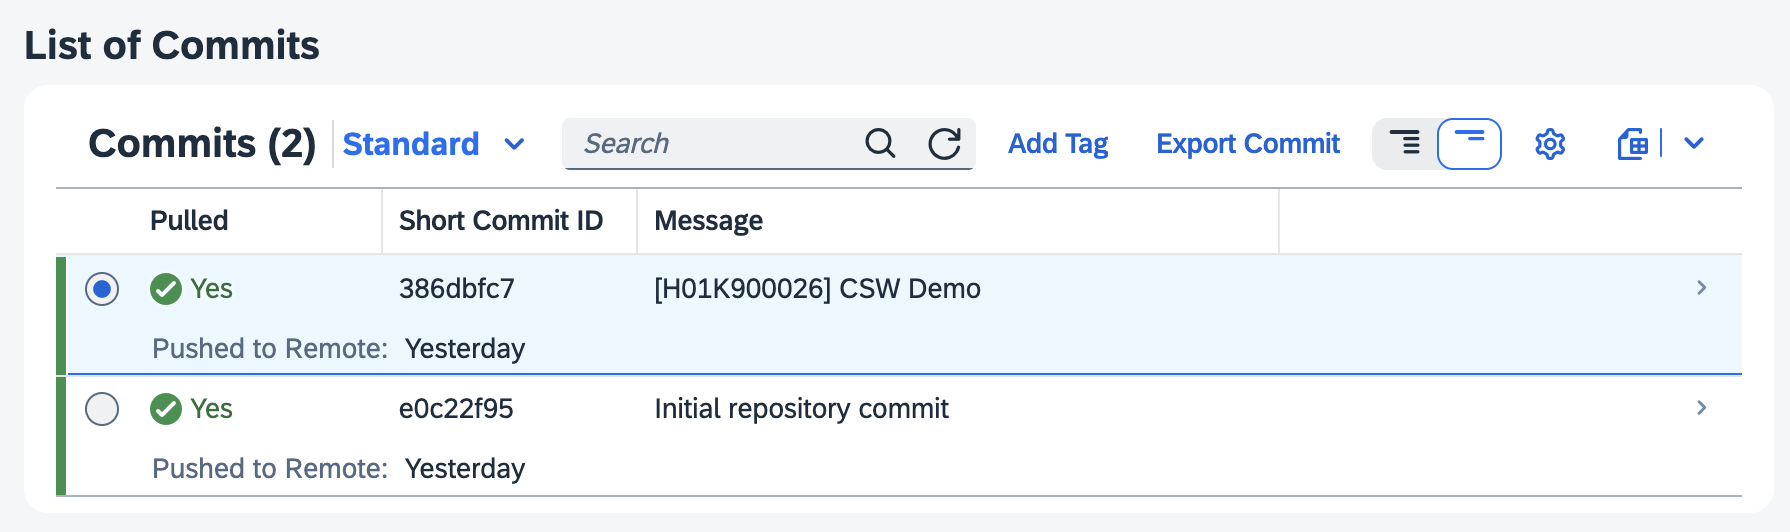 List of Commits
Commits (2) Standard Search Add Tag Export Commit
Pulled Short Commit ID Message
Yes 386dbfc7 [H01K900026] CSW Demo
Pushed to Remote: Yesterday
Yes e0c22f95 Initial repository commit
Pushed to Remote: Yesterday